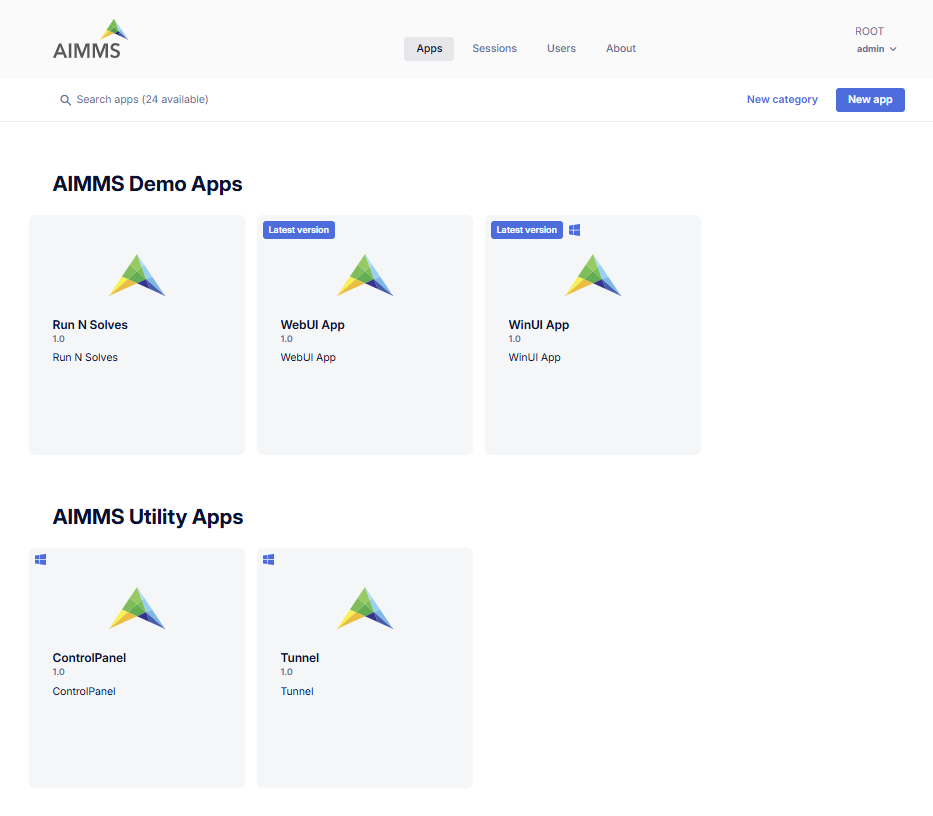 AIMMS
Apps Sessions Users About
ROOT
admin
Search apps (24 available)
New category New app
AIMMS Demo Apps
Run N Solves
1.0
Run N Solves
Latest version
WebUI App
1.0
WebUI App
Latest version
WinUI App
1.0
WinUI App
AIMMS Utility Apps
ControlPanel
1.0
ControlPanel
Tunnel
1.0
Tunnel